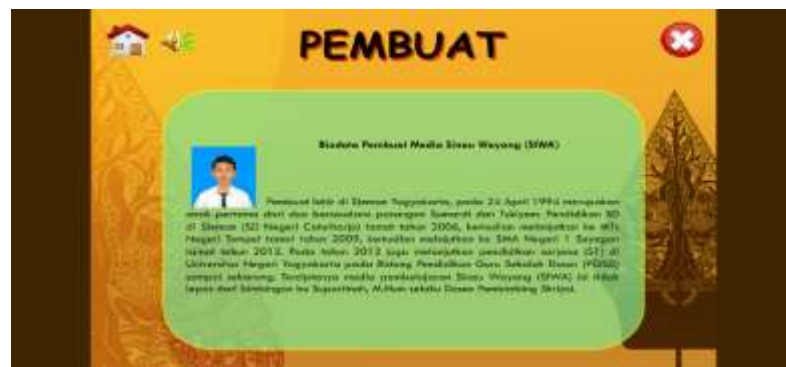 PEMBUAT
Biodata Pembuat Media Sinau Wayang (SIWA)
Pembuat lahir di Sleman Yogyakarta, pada 24 April 1994 merupakan
anak pertama dari dua bersaudara pasangan Sumardi dan Tukiyem. Pendidikan SD
di Sleman (SD Negeri) tamat tahun 2006, kemudian melanjutkan ke MTs
Negeri Tempel tamat tahun 2009, kemudian melajutkan ke SMA Negeri 1 Seyegan
tamat tahun 2012. Pada tahun 2012 juga melanjutkan pendidikan sarjana (S1) di
Universitas Negeri Yogyakarta pada Bidang Pendidikan Guru Sekolah Dasar (PGSD)
sampai sekarang. Terciptanya media pembelajaran Sinau Wayang (SIWA) ini tidak
lepas dari bimbingan Ibu Supartinah, M.Hum selaku Dosen Pembimbing Skripsi.